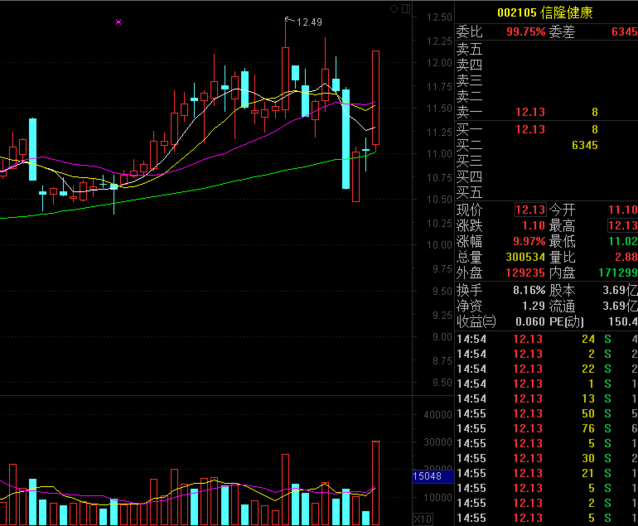 12.49
12.50
12.25
12.00
11.75
11.50
11.25
11.00
10.75
10.50
10.25
10.00
9.75
9.50
9.25
9.00
8.75
8.50
40000
30000
15048
10000
X10
002105 信隆健康
委比 99.75% 委差 6345
卖五
卖四
卖三
卖二
卖一 12.13 8
买一 12.13 8
买二 6345
买三
买四
买五
现价 12.13 今开 11.10
涨跌 1.10 最高 12.13
涨幅 9.97% 最低 11.02
总量 300534 量比 2.88
外盘 129235 内盘 171299
换手 8.16% 股本 3.69亿
净资 1.29 流通 3.69亿
收益(三) 0.060 PE(动) 150.4
14:54 12.13 24 S 4
14:54 12.13 2 S 2
14:54 12.13 22 S 2
14:54 12.13 1 S 1
14:54 12.13 13 S 1
14:55 12.13 50 S 5
14:55 12.13 76 S 6
14:55 12.13 5 S 1
14:55 12.13 30 S 2
14:55 12.13 21 S 1
14:55 12.13 5 S 1
14:55 12.13 2 S 1
14:55 12.13 5 S 1